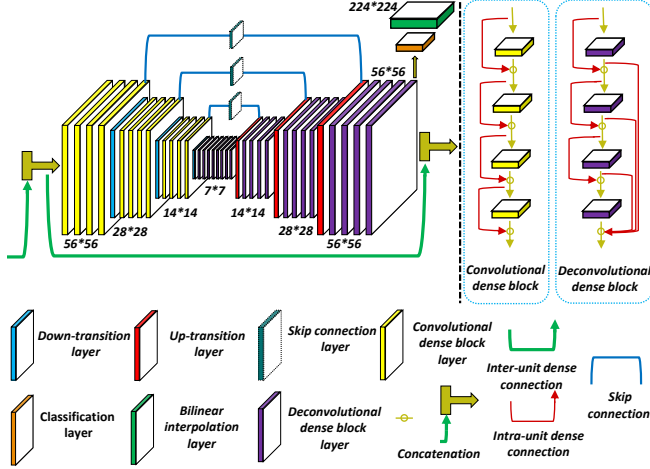 224*224
56*56
7*7
14*14
14*14
28*28
28*28
56*56
56*56
Convolutional
dense block
Deconvolutional
dense block
Down-transition
layer
Up-transition
layer
Skip connection
layer
Convolutional
dense block
layer
Inter-unit dense
connection
Classification
layer
Bilinear
interpolation
layer
Deconvolutional
dense block
layer
Concatenation
Intra-unit dense
connection
Skip
connection